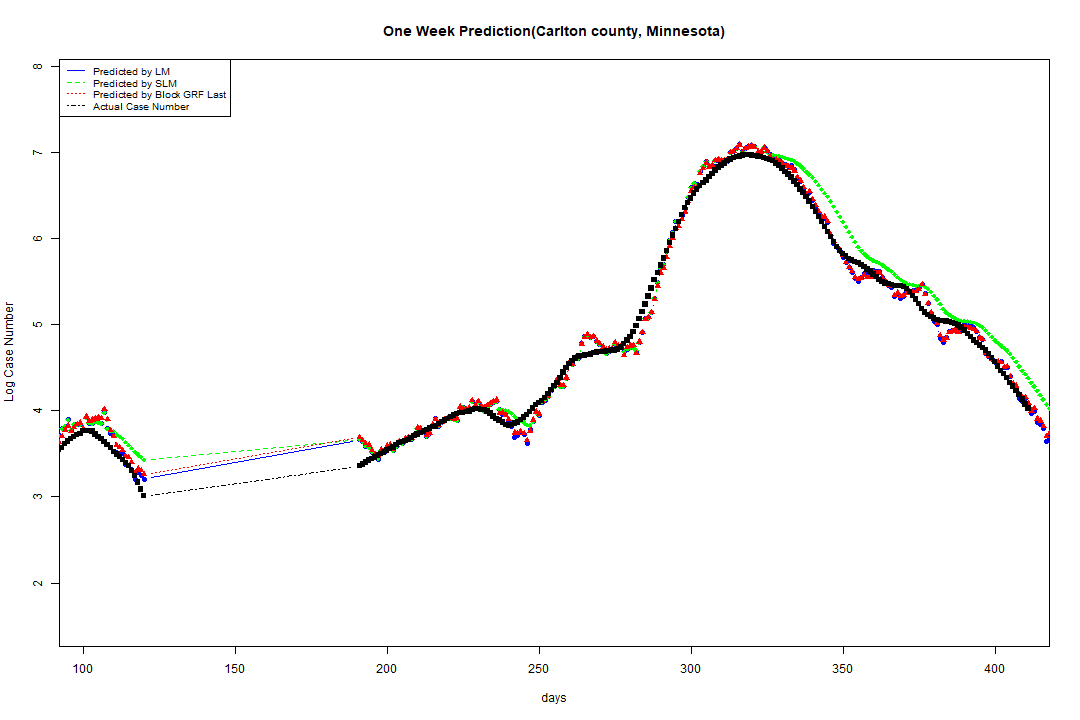 One Week Prediction(Carlton county, Minnesota)
Predicted by LM
Predicted by SLM
Predicted by Block GRF Last
Actual Case Number
8
7
6
5
4
3
2
Log Case Number
100 150 200 250 300 350 400
days